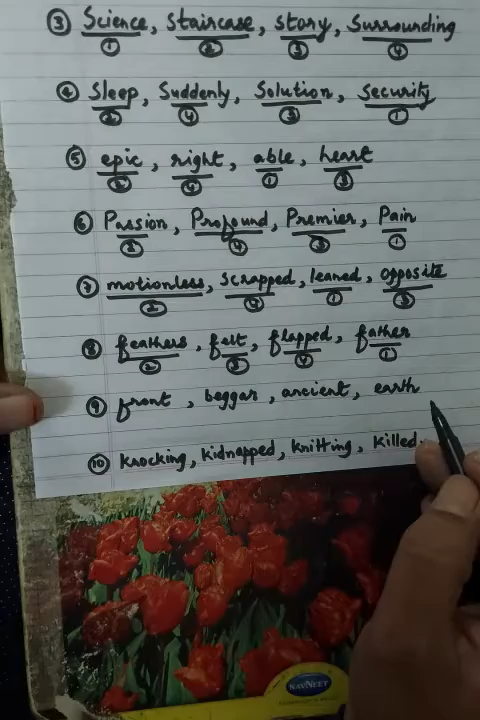 ③ Science, Staircase, story, Surrounding
① ② ③ ④
④ Sleep, Suddenly, Solution, security
② ④ ③ ①
⑤ epic, right, able, heart
② ④ ① ③
⑥ Passion, Profound, Premier, Pain
② ④ ③ ①
⑦ motionless, scrapped, leaned, opposite
② ④ ① ③
⑧ feathers, felt, flapped, father
② ③ ④ ①
⑨ front, beggar, ancient, earth
⑩ knocking, kidnapped, knitting, killed.
NAVNEET